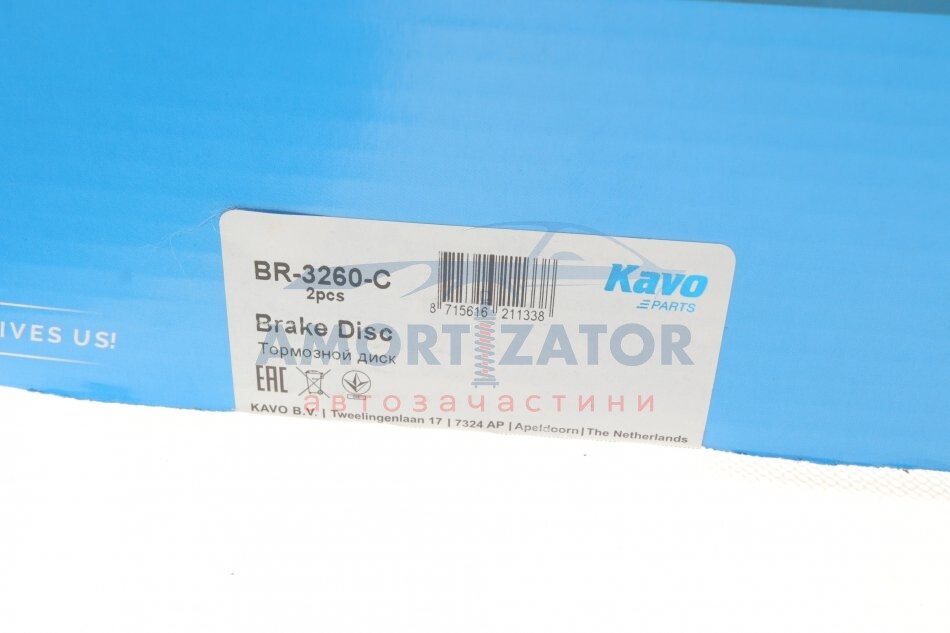 BR-3260-C
2pcs
8 715616 211338
Kavo
PARTS
Brake Disc
Тормозной диск
AMORTIZATOR
автозачастини
EAC
KAVO B.V. | Tweelingenlaan 17 | 7324 AP | Apeldoorn | The Netherlands
IVES US!